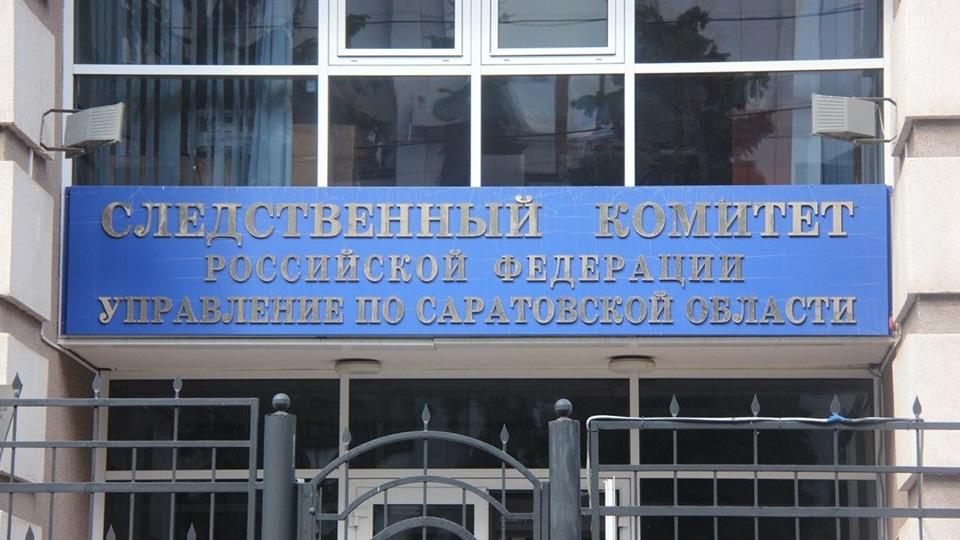 СЛЕДСТВЕННЫЙ КОМИТЕТ
РОССИЙСКОЙ ФЕДЕРАЦИИ
УПРАВЛЕНИЕ ПО САРАТОВСКОЙ ОБЛАСТИ